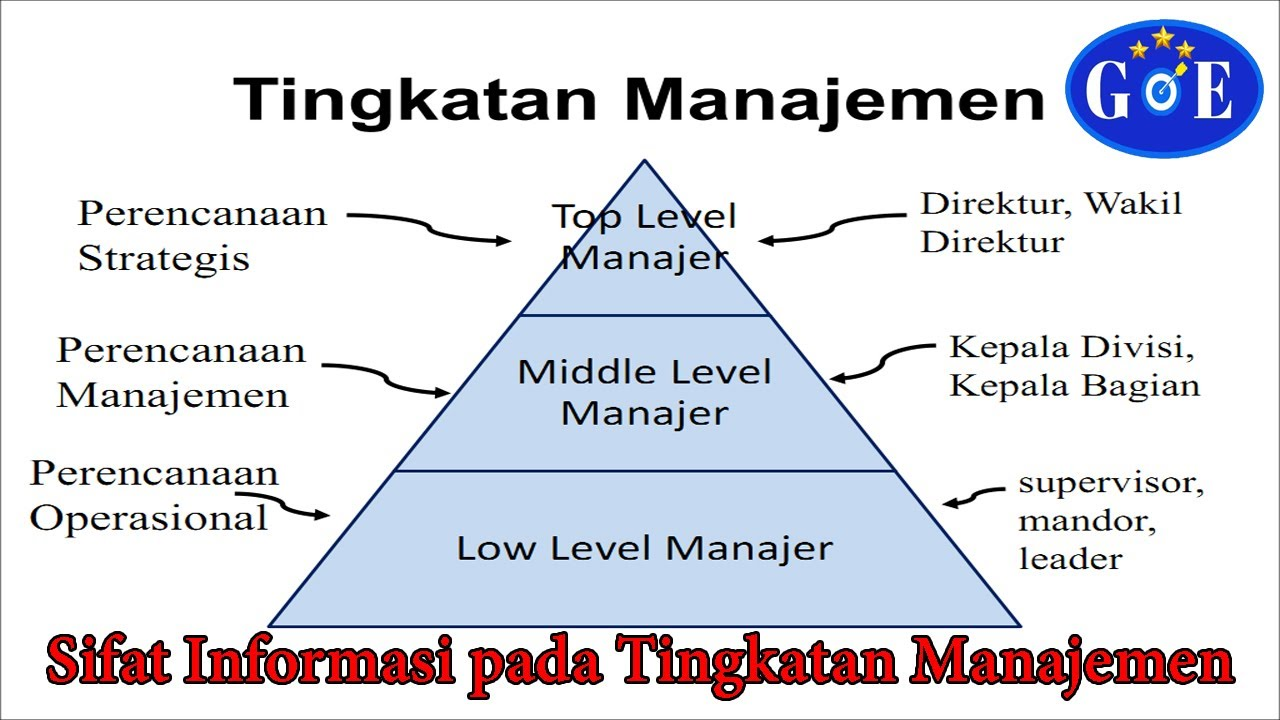 Tingkatan Manajemen
G E
Perencanaan
Strategis
Top Level
Manajer
Direktur, Wakil
Direktur
Perencanaan
Manajemen
Middle Level
Manajer
Kepala Divisi,
Kepala Bagian
Perencanaan
Operasional
Low Level Manajer
supervisor,
mandor,
leader
Sifat Informasi pada Tingkatan Manajemen